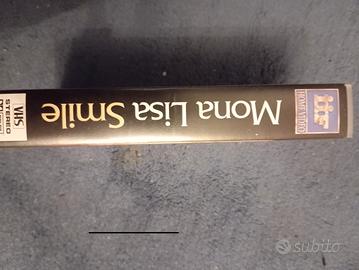 Mona Lisa Smile
HOME VIDEO
VHS
STEREO
subito